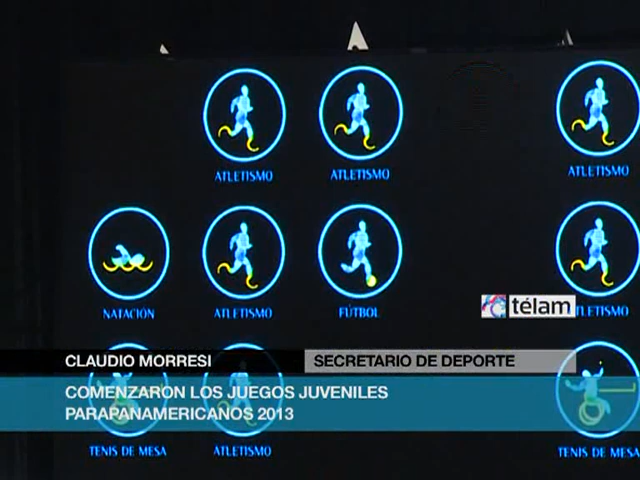 ATLETISMO ATLETISMO ATLETISMO
NATACIÓN ATLETISMO FÚTBOL ATLETISMO
télam
CLAUDIO MORRESI SECRETARIO DE DEPORTE
COMENZARON LOS JUEGOS JUVENILES
PARAPANAMERICANOS 2013
TENIS DE MESA ATLETISMO TENIS DE MESA